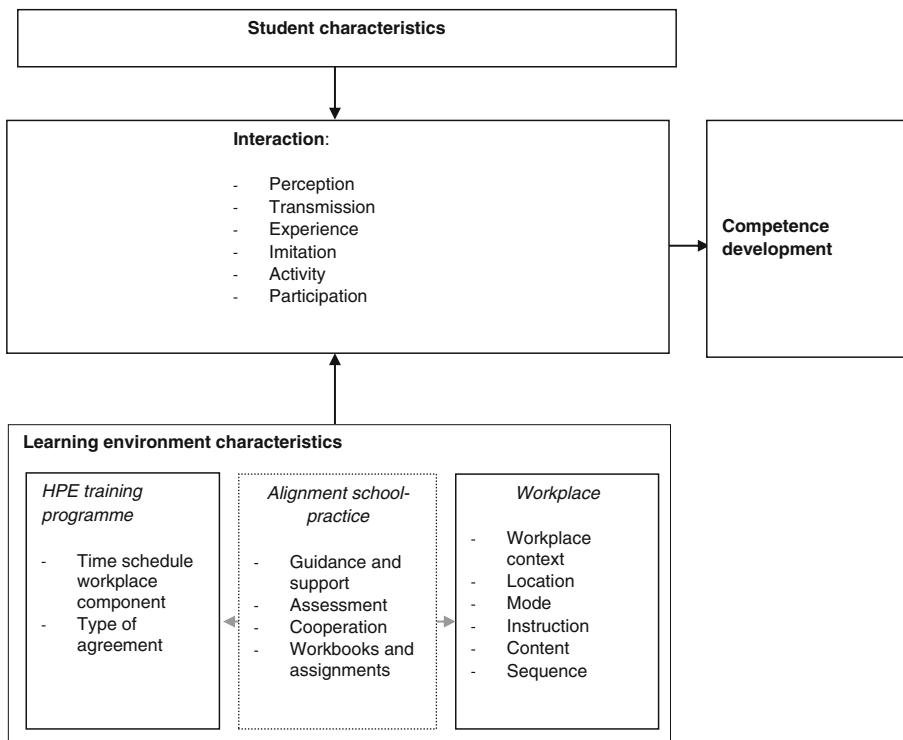 Student characteristics
Interaction:
- Perception
- Transmission
- Experience
- Imitation
- Activity
- Participation
Competence
development
Learning environment characteristics
HPE training
programme
- Time schedule
workplace
component
- Type of
agreement
Alignment school-
practice
- Guidance and
support
- Assessment
- Cooperation
- Workbooks and
assignments
Workplace
- Workplace
context
- Location
- Mode
- Instruction
- Content
- Sequence